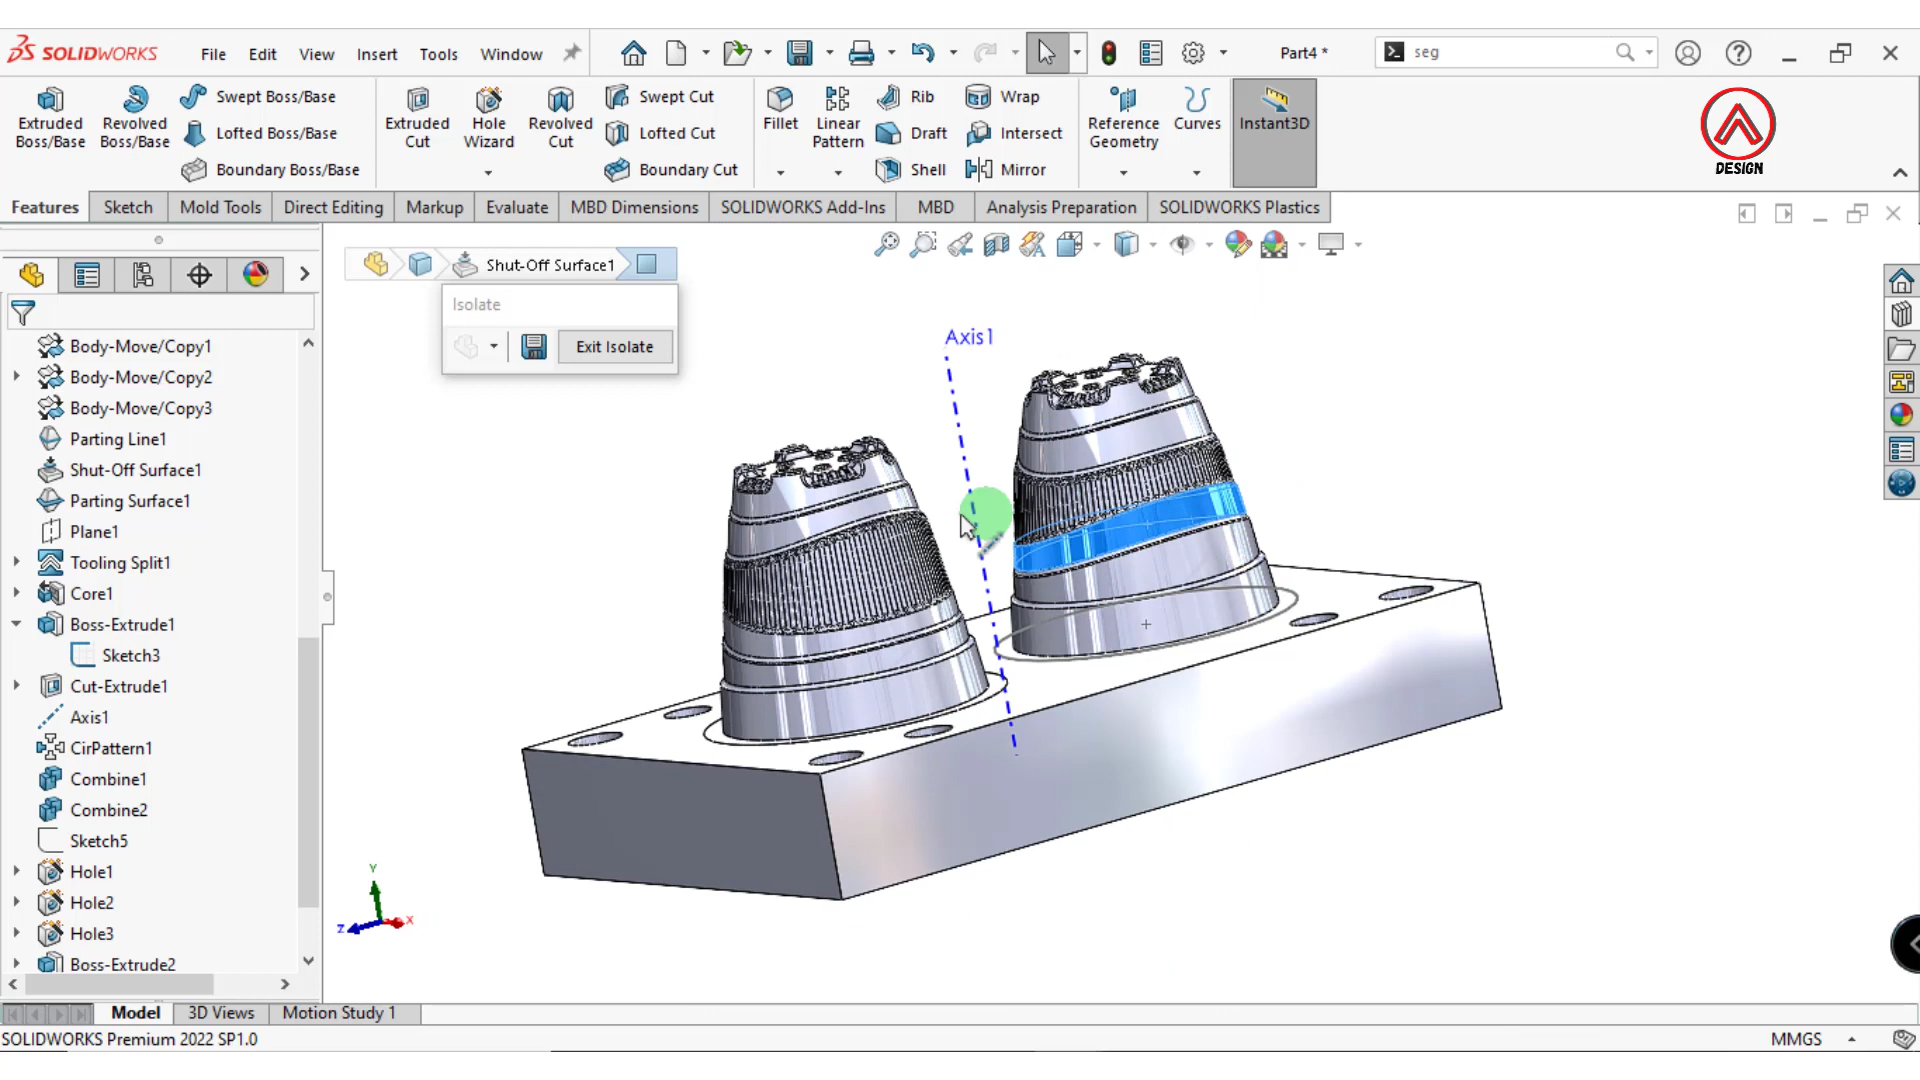 SOLIDWORKS File Edit View Insert Tools Window Part4 * seg
Extruded Boss/Base
Revolved Boss/Base
Swept Boss/Base
Lofted Boss/Base
Boundary Boss/Base
Extruded Cut
Hole Wizard
Revolved Cut
Swept Cut
Lofted Cut
Boundary Cut
Fillet
Linear Pattern
Rib
Draft
Shell
Wrap
Intersect
Mirror
Reference Geometry
Curves
Instant3D
DESIGN
Features Sketch Mold Tools Direct Editing Markup Evaluate MBD Dimensions SOLIDWORKS Add-Ins MBD Analysis Preparation SOLIDWORKS Plastics
Shut-Off Surface1
Isolate
Exit Isolate
Body-Move/Copy1
Body-Move/Copy2
Body-Move/Copy3
Parting Line1
Shut-Off Surface1
Parting Surface1
Plane1
Tooling Split1
Core1
Boss-Extrude1
Sketch3
Cut-Extrude1
Axis1
CirPattern1
Combine1
Combine2
Sketch5
Hole1
Hole2
Hole3
Boss-Extrude2
Axis1
Y
Z
X
Model 3D Views Motion Study 1
SOLIDWORKS Premium 2022 SP1.0 MMGS